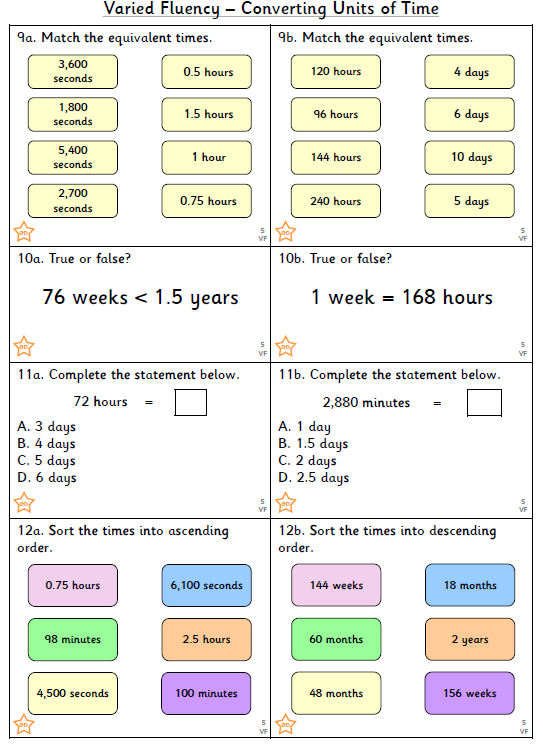 Varied Fluency – Converting Units of Time
9a. Match the equivalent times.
3,600
seconds
0.5 hours
1,800
seconds
1.5 hours
5,400
seconds
1 hour
2,700
seconds
0.75 hours
GD
5
VF
9b. Match the equivalent times.
120 hours
4 days
96 hours
6 days
144 hours
10 days
240 hours
5 days
GD
5
VF
10a. True or false?
76 weeks < 1.5 years
GD
5
VF
10b. True or false?
1 week = 168 hours
GD
5
VF
11a. Complete the statement below.
72 hours =
A. 3 days
B. 4 days
C. 5 days
D. 6 days
GD
5
VF
11b. Complete the statement below.
2,880 minutes =
A. 1 day
B. 1.5 days
C. 2 days
D. 2.5 days
GD
5
VF
12a. Sort the times into ascending
order.
0.75 hours
6,100 seconds
98 minutes
2.5 hours
4,500 seconds
100 minutes
GD
5
VF
12b. Sort the times into descending
order.
144 weeks
18 months
60 months
2 years
48 months
156 weeks
GD
5
VF